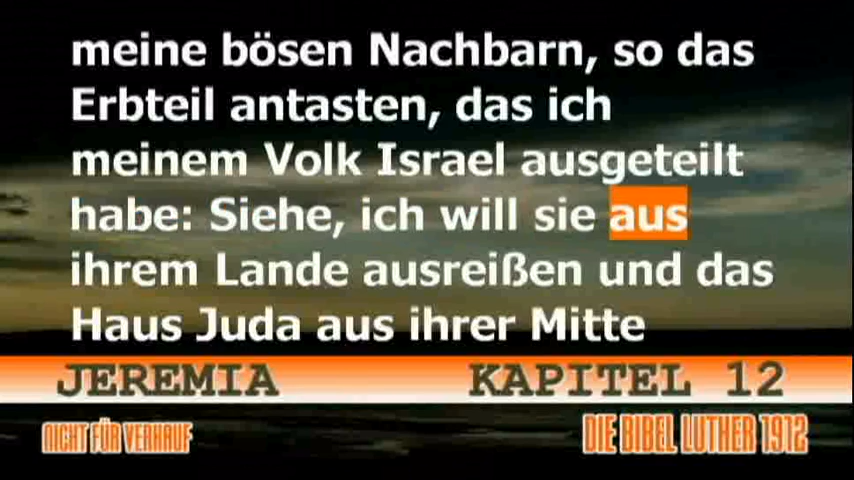 meine bösen Nachbarn, so das
Erbteil antasten, das ich
meinem Volk Israel ausgeteilt
habe: Siehe, ich will sie aus
ihrem Lande ausreißen und das
Haus Juda aus ihrer Mitte
JEREMIA KAPITEL 12
NICHT FÜR VERKAUF DIE BIBEL LUTHER 1912